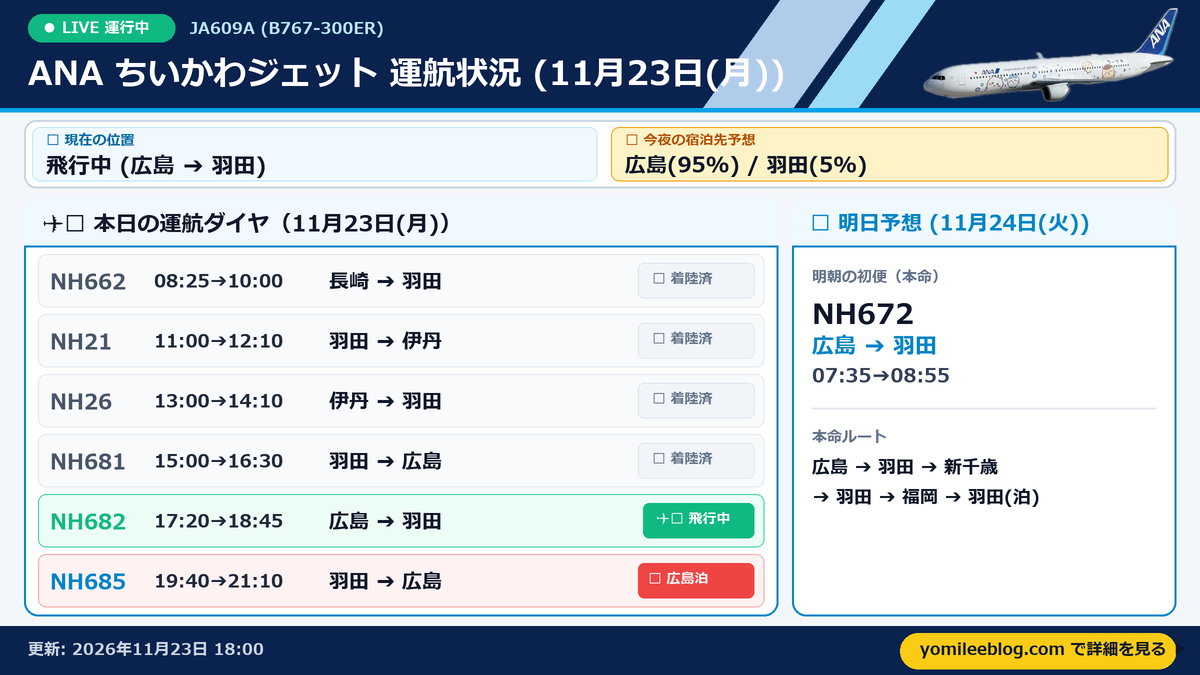 ● LIVE 運行中
JA609A (B767-300ER)
ANA ちいかわジェット 運航状況 (11月23日(月))
ANA
ANA
□ 現在の位置
飛行中 (広島 → 羽田)
□ 今夜の宿泊先予想
広島(95%) / 羽田(5%)
✈□ 本日の運航ダイヤ（11月23日(月)）
NH662 08:25→10:00 長崎 → 羽田 □ 着陸済
NH21 11:00→12:10 羽田 → 伊丹 □ 着陸済
NH26 13:00→14:10 伊丹 → 羽田 □ 着陸済
NH681 15:00→16:30 羽田 → 広島 □ 着陸済
NH682 17:20→18:45 広島 → 羽田 ✈□ 飛行中
NH685 19:40→21:10 羽田 → 広島 □ 広島泊
□ 明日予想 (11月24日(火))
明朝の初便（本命）
NH672
広島 → 羽田
07:35→08:55
本命ルート
広島 → 羽田 → 新千歳
→ 羽田 → 福岡 → 羽田(泊)
更新: 2026年11月23日 18:00
yomileeblog.com で詳細を見る